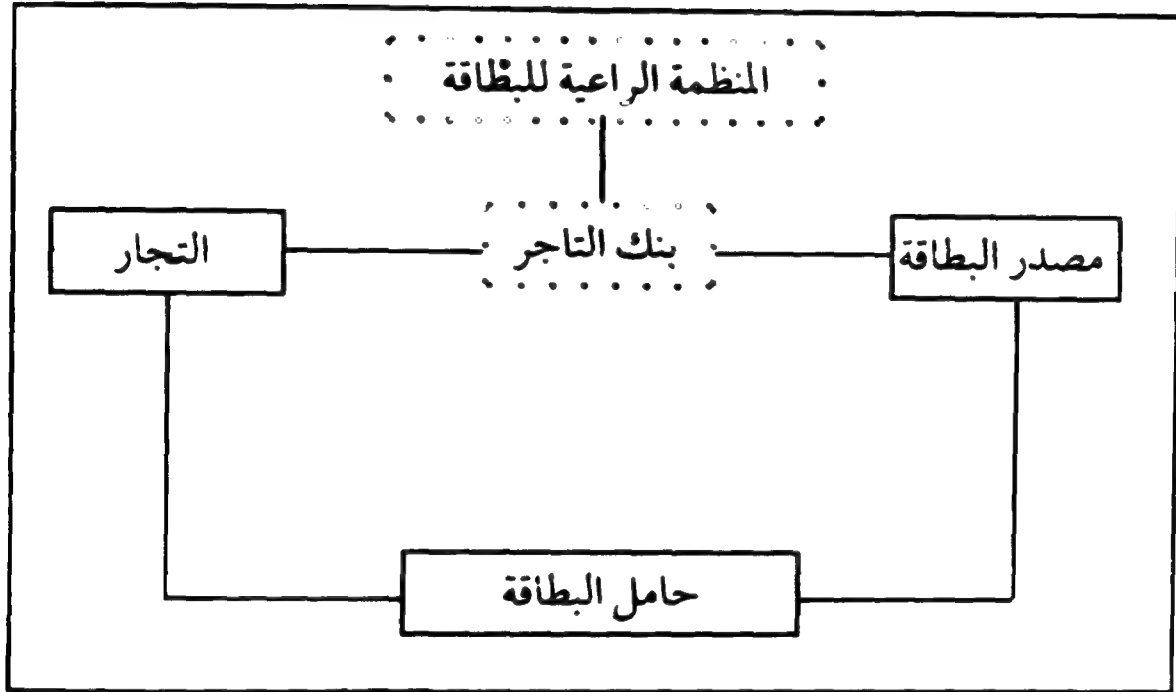 المنظمة الراعية للبطاقة
مصدر البطاقة
بنك التاجر
التجار
حامل البطاقة